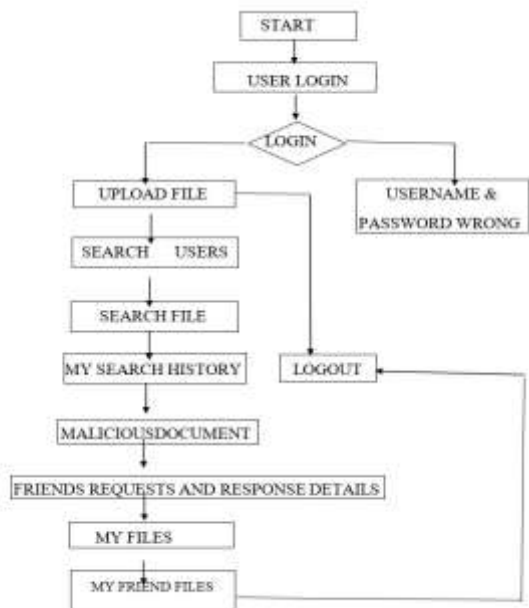 START
USER LOGIN
LOGIN
UPLOAD FILE
USERNAME &
PASSWORD WRONG
SEARCH USERS
SEARCH FILE
MY SEARCH HISTORY
LOGOUT
MALICIOUSDOCUMENT
FRIENDS REQUESTS AND RESPONSE DETAILS
MY FILES
MY FRIEND FILES